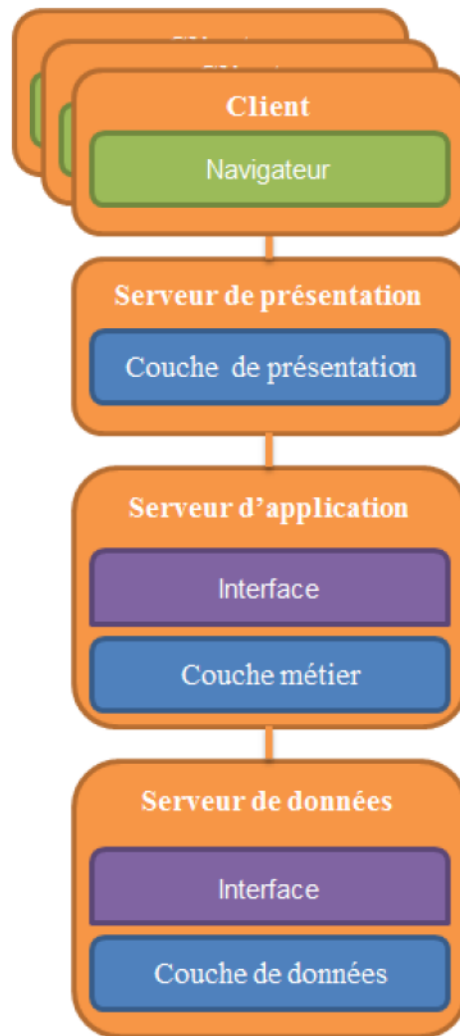 Client
Navigateur
Serveur de présentation
Couche de présentation
Serveur d’application
Interface
Couche métier
Serveur de données
Interface
Couche de données